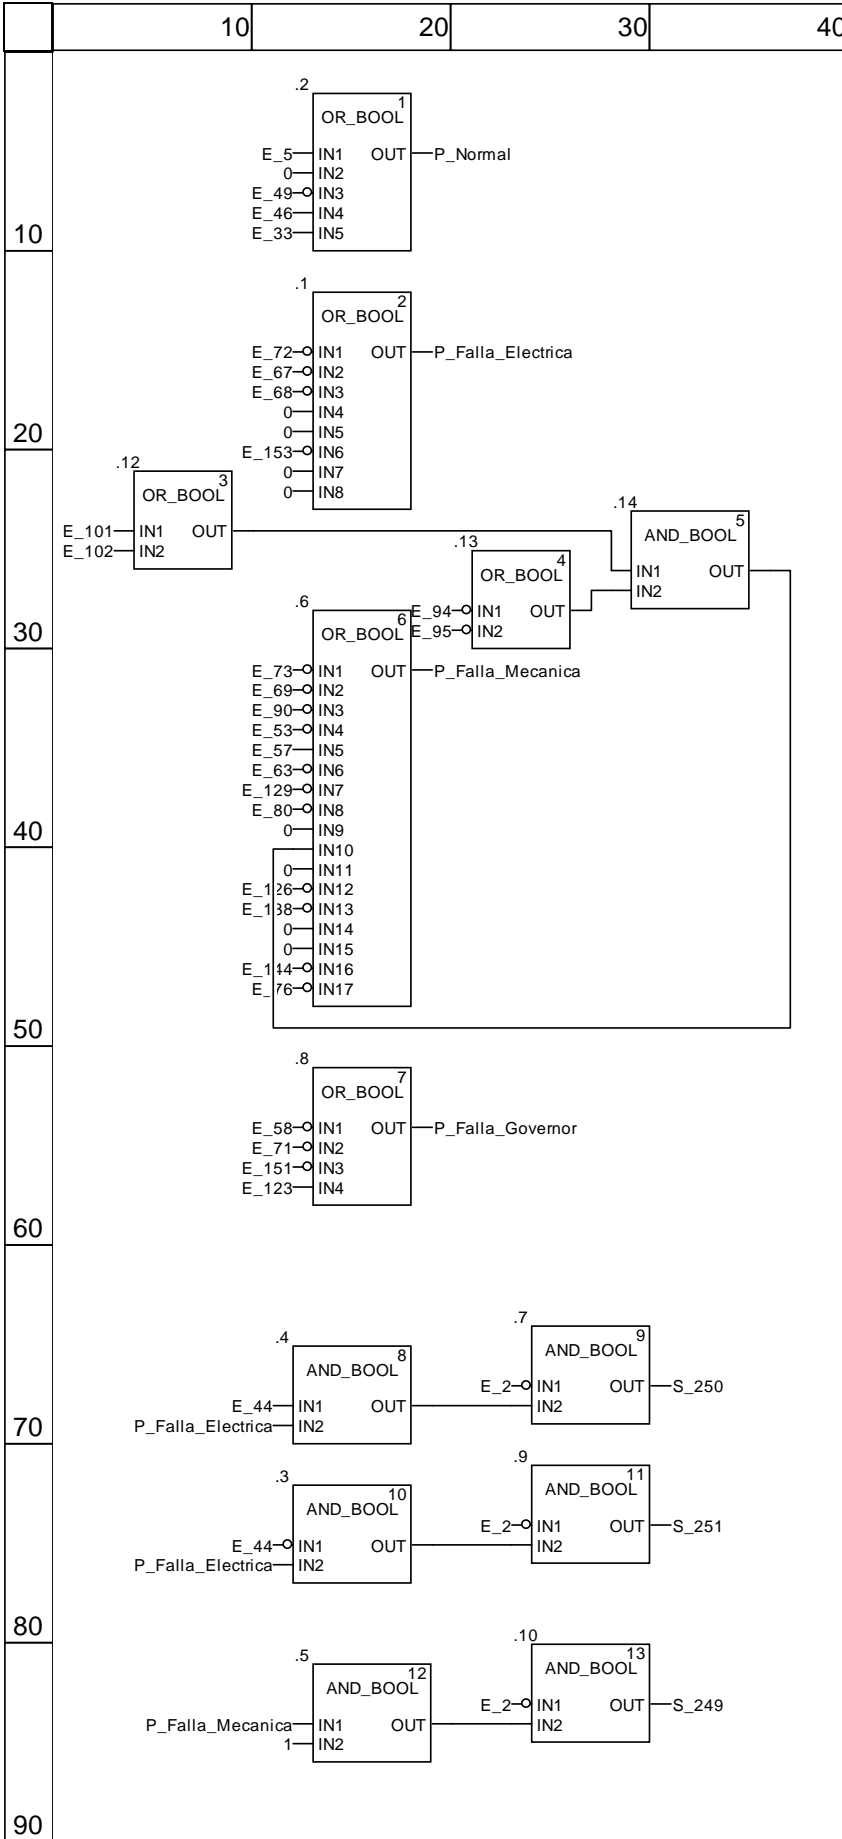 10 20 30 40
.2
1
OR_BOOL
E_5 IN1 OUT P_Normal
0 IN2
E_49 IN3
E_46 IN4
E_33 IN5
10
.1
2
OR_BOOL
E_72 IN1 OUT P_Falla_Electrica
E_67 IN2
E_68 IN3
0 IN4
0 IN5
E_153 IN6
0 IN7
0 IN8
20
.12
3
OR_BOOL
E_101 IN1 OUT
E_102 IN2
.14
5
AND_BOOL
IN1 OUT
IN2
.13
4
OR_BOOL
E_94 IN1 OUT
E_95 IN2
30
.6
6
OR_BOOL
E_73 IN1 OUT P_Falla_Mecanica
E_69 IN2
E_90 IN3
E_53 IN4
E_57 IN5
E_63 IN6
E_129 IN7
E_80 IN8
0 IN9
40
IN10
0 IN11
E_126 IN12
E_138 IN13
0 IN14
0 IN15
E_144 IN16
E_76 IN17
50
.8
7
OR_BOOL
E_58 IN1 OUT P_Falla_Governor
E_71 IN2
E_151 IN3
E_123 IN4
60
.4
8
AND_BOOL
E_44 IN1 OUT
P_Falla_Electrica IN2
.7
9
AND_BOOL
E_2 IN1 OUT S_250
IN2
70
.3
10
AND_BOOL
E_44 IN1 OUT
P_Falla_Electrica IN2
.9
11
AND_BOOL
E_2 IN1 OUT S_251
IN2
80
.5
12
AND_BOOL
P_Falla_Mecanica IN1 OUT
1 IN2
.10
13
AND_BOOL
E_2 IN1 OUT S_249
IN2
90